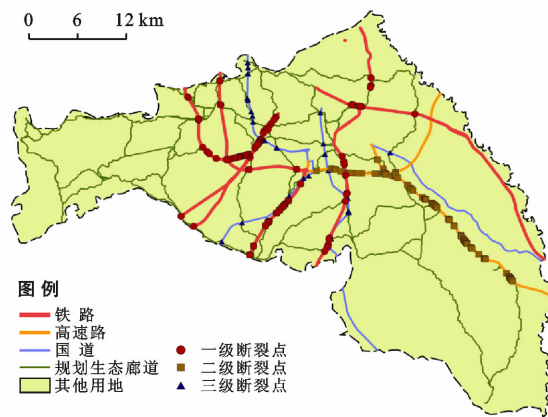 0 6 12 km
图 例
铁 路
高速路
国 道
规划生态廊道
其他用地
一级断裂点
二级断裂点
三级断裂点